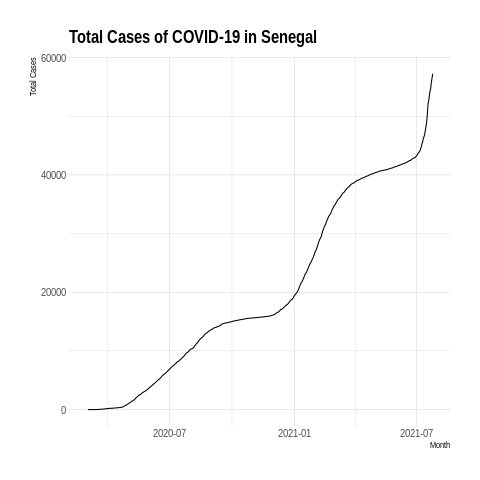 Total Cases of COVID-19 in Senegal
Total Cases
60000
40000
20000
0
2020-07
2021-01
2021-07
Month